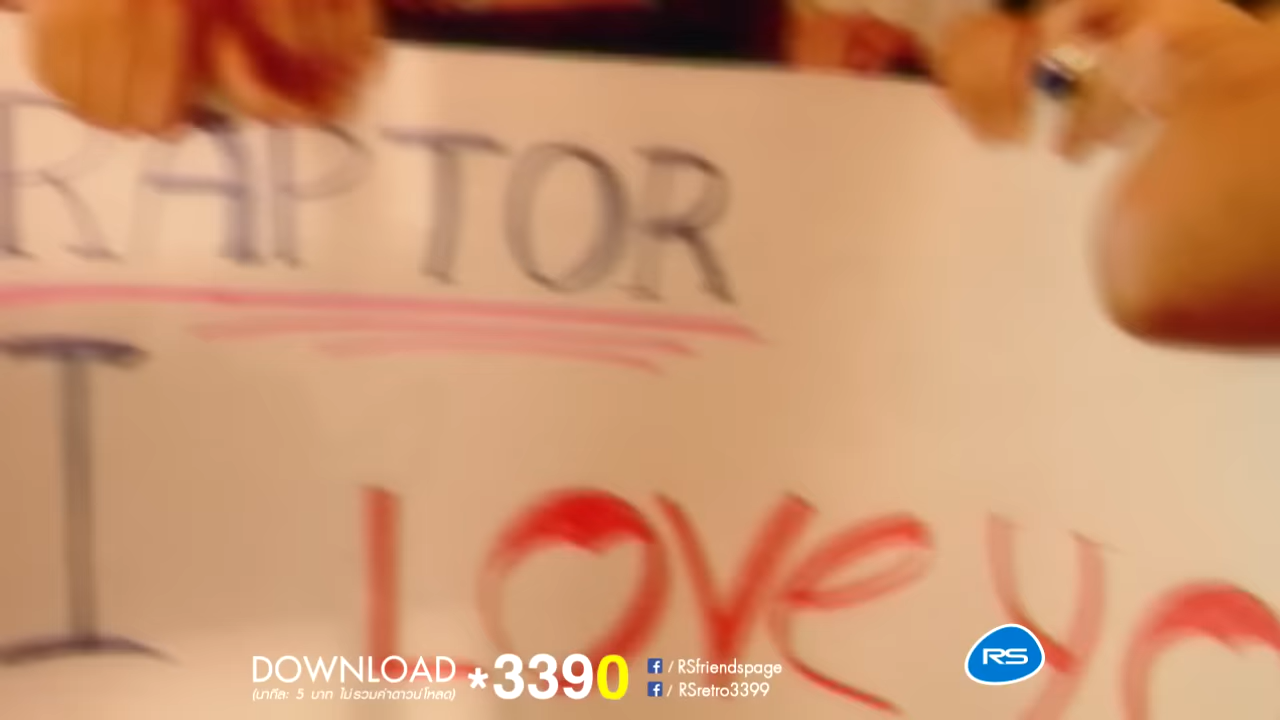 RAPTOR
I Love yo
DOWNLOAD *3390
(นาทีละ 5 บาท ไม่รวมค่าดาวน์โหลด)
f / RSfriendspage
f / RSretro3399
RS